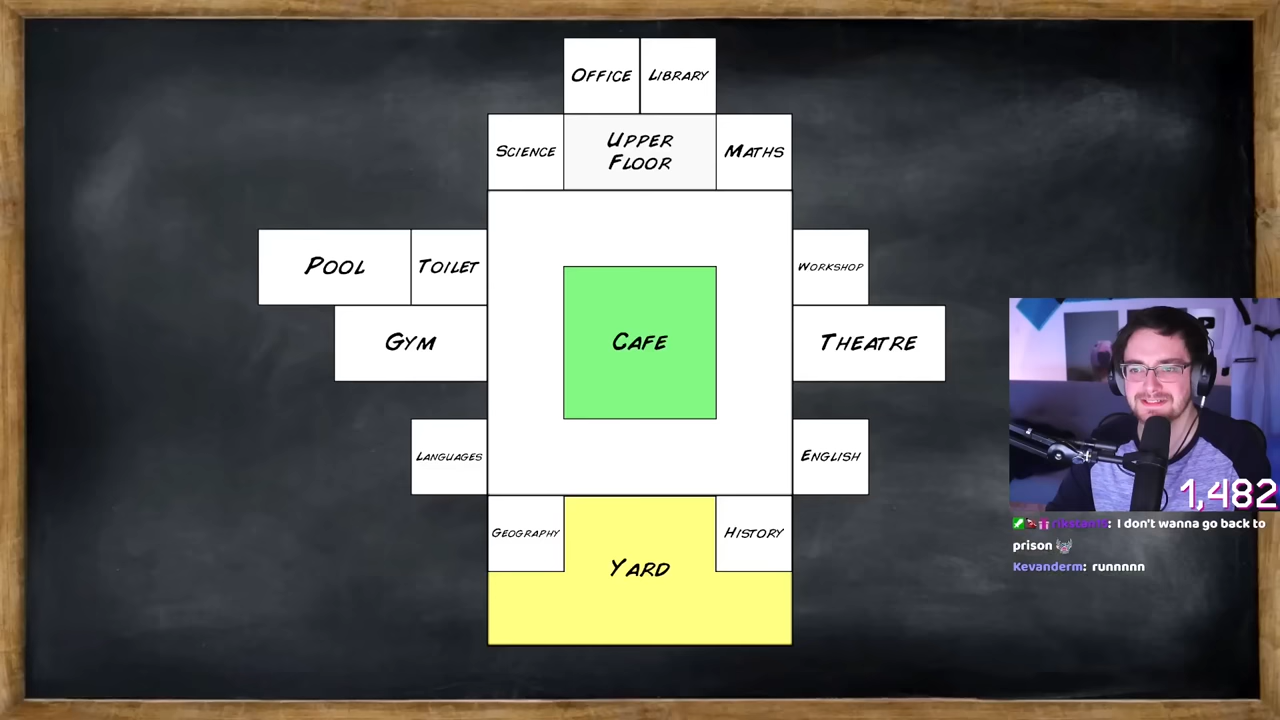 OFFICE
LIBRARY
SCIENCE
UPPER
FLOOR
MATHS
POOL
TOILET
WORKSHOP
GYM
CAFE
THEATRE
LANGUAGES
ENGLISH
GEOGRAPHY
HISTORY
YARD
1,482
: I don't wanna go back to
prison
Kevanderm: runnnnn